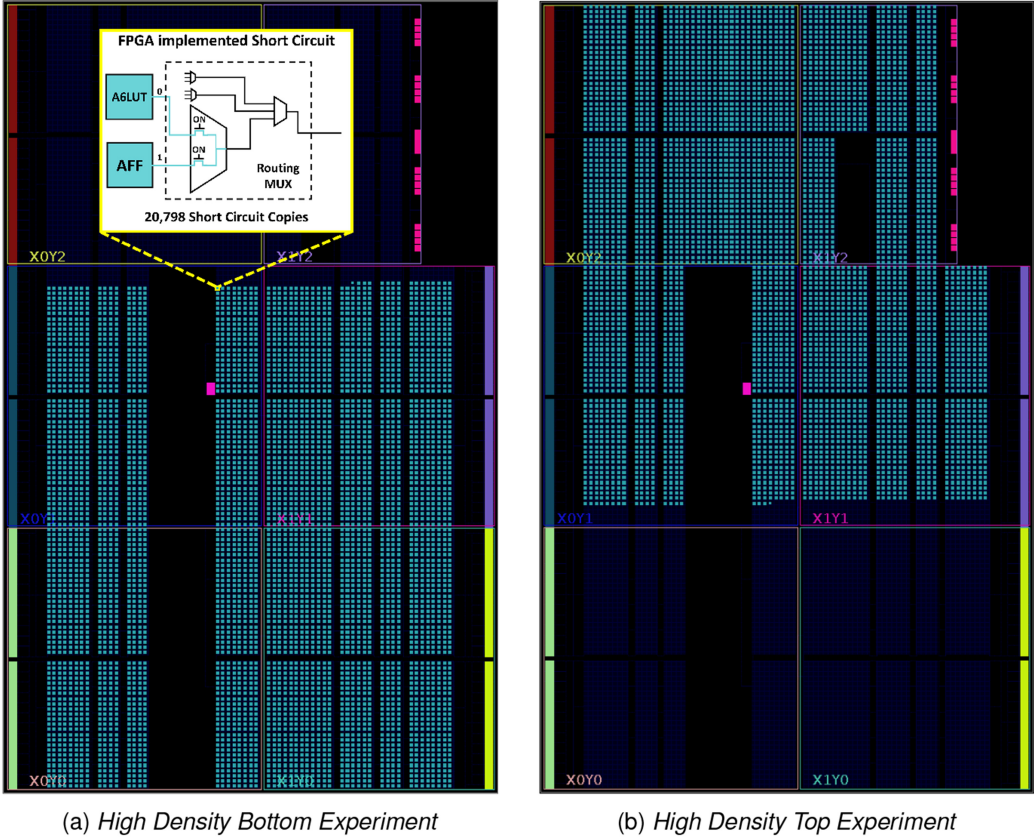 FPGA implemented Short Circuit
A6LUT
0
ON
ON
AFF
1
Routing
MUX
20,798 Short Circuit Copies
X0Y2
X1Y2
X0Y
X1Y1
X0Y0
X1Y0
X0Y2
X1Y2
X0Y1
X1Y1
X0Y0
X1Y0
(a) High Density Bottom Experiment
(b) High Density Top Experiment